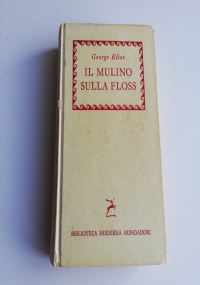 George Eliot
IL MULINO
SULLA FLOSS
BIBLIOTECA MODERNA MONDADORI